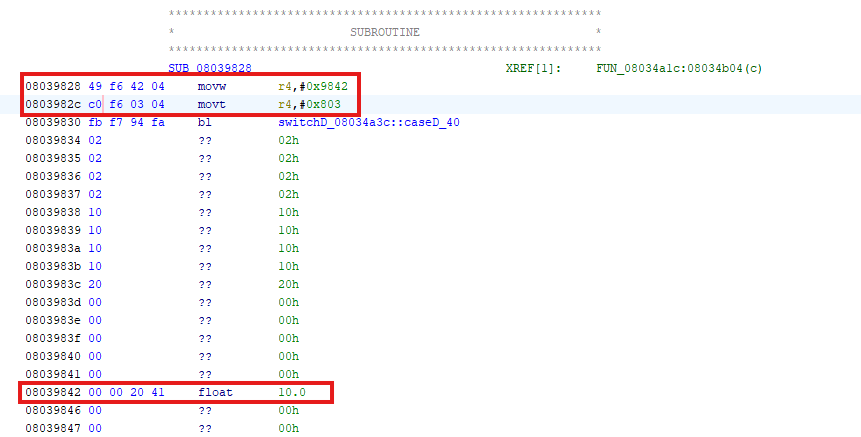 **************************************************************
*                         SUBROUTINE                         *
**************************************************************
SUB_08039828 XREF[1]: FUN_08034a1c:08034b04(c)
08039828 49 f6 42 04 movw r4,#0x9842
0803982c c0 f6 03 04 movt r4,#0x803
08039830 fb f7 94 fa bl switchD_08034a3c::caseD_40
08039834 02 ?? 02h
08039835 02 ?? 02h
08039836 02 ?? 02h
08039837 02 ?? 02h
08039838 10 ?? 10h
08039839 10 ?? 10h
0803983a 10 ?? 10h
0803983b 10 ?? 10h
0803983c 20 ?? 20h
0803983d 00 ?? 00h
0803983e 00 ?? 00h
0803983f 00 ?? 00h
08039840 00 ?? 00h
08039841 00 ?? 00h
08039842 00 00 20 41 float 10.0
08039846 00 ?? 00h
08039847 00 ?? 00h